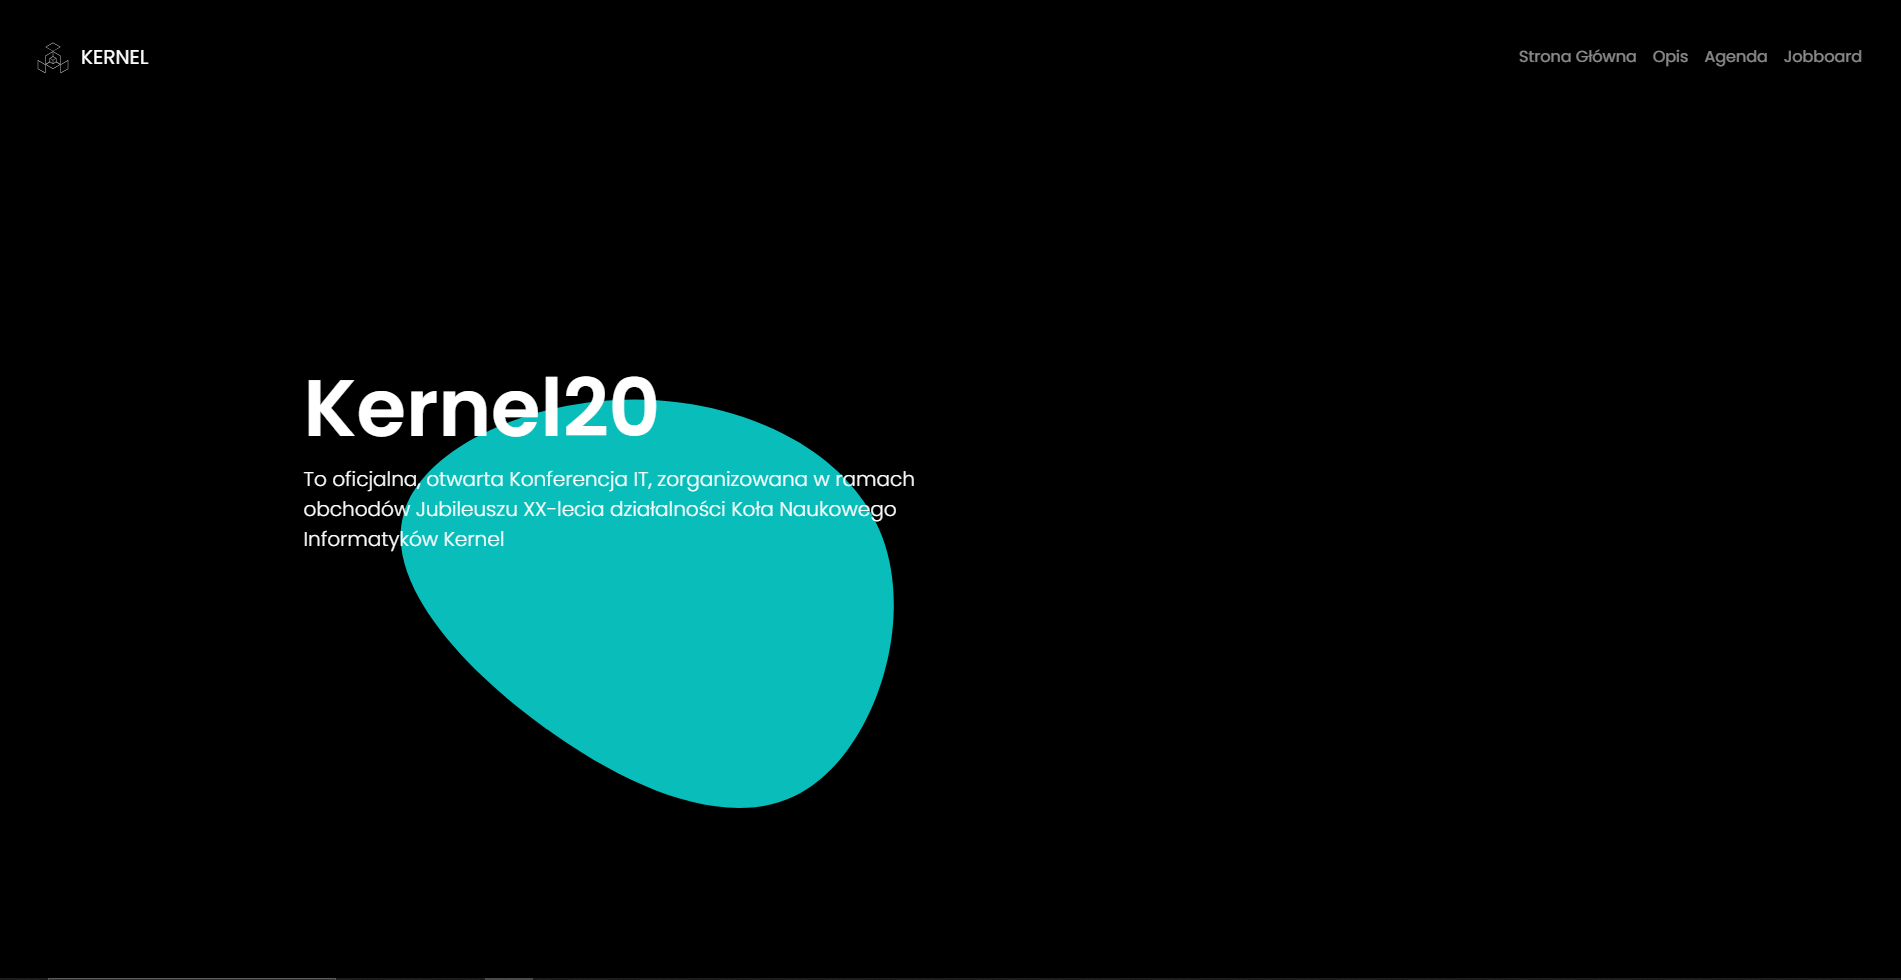 KERNEL
Strona Główna Opis Agenda Jobboard
Kernel20
To oficjalna, otwarta Konferencja IT, zorganizowana w ramach
obchodów Jubileuszu XX-lecia działalności Koła Naukowego
Informatyków Kernel